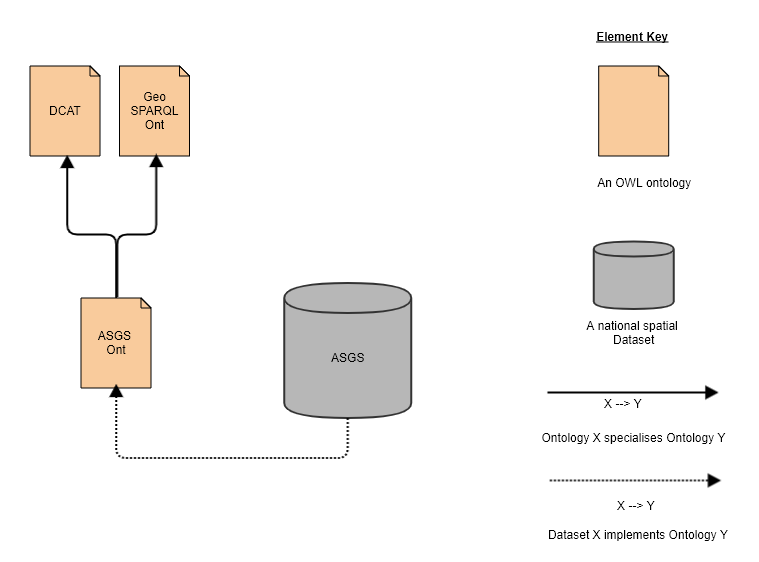 Element Key
DCAT
Geo
SPARQL
Ont
An OWL ontology
ASGS
Ont
ASGS
A national spatial
Dataset
X --> Y
Ontology X specialises Ontology Y
X --> Y
Dataset X implements Ontology Y